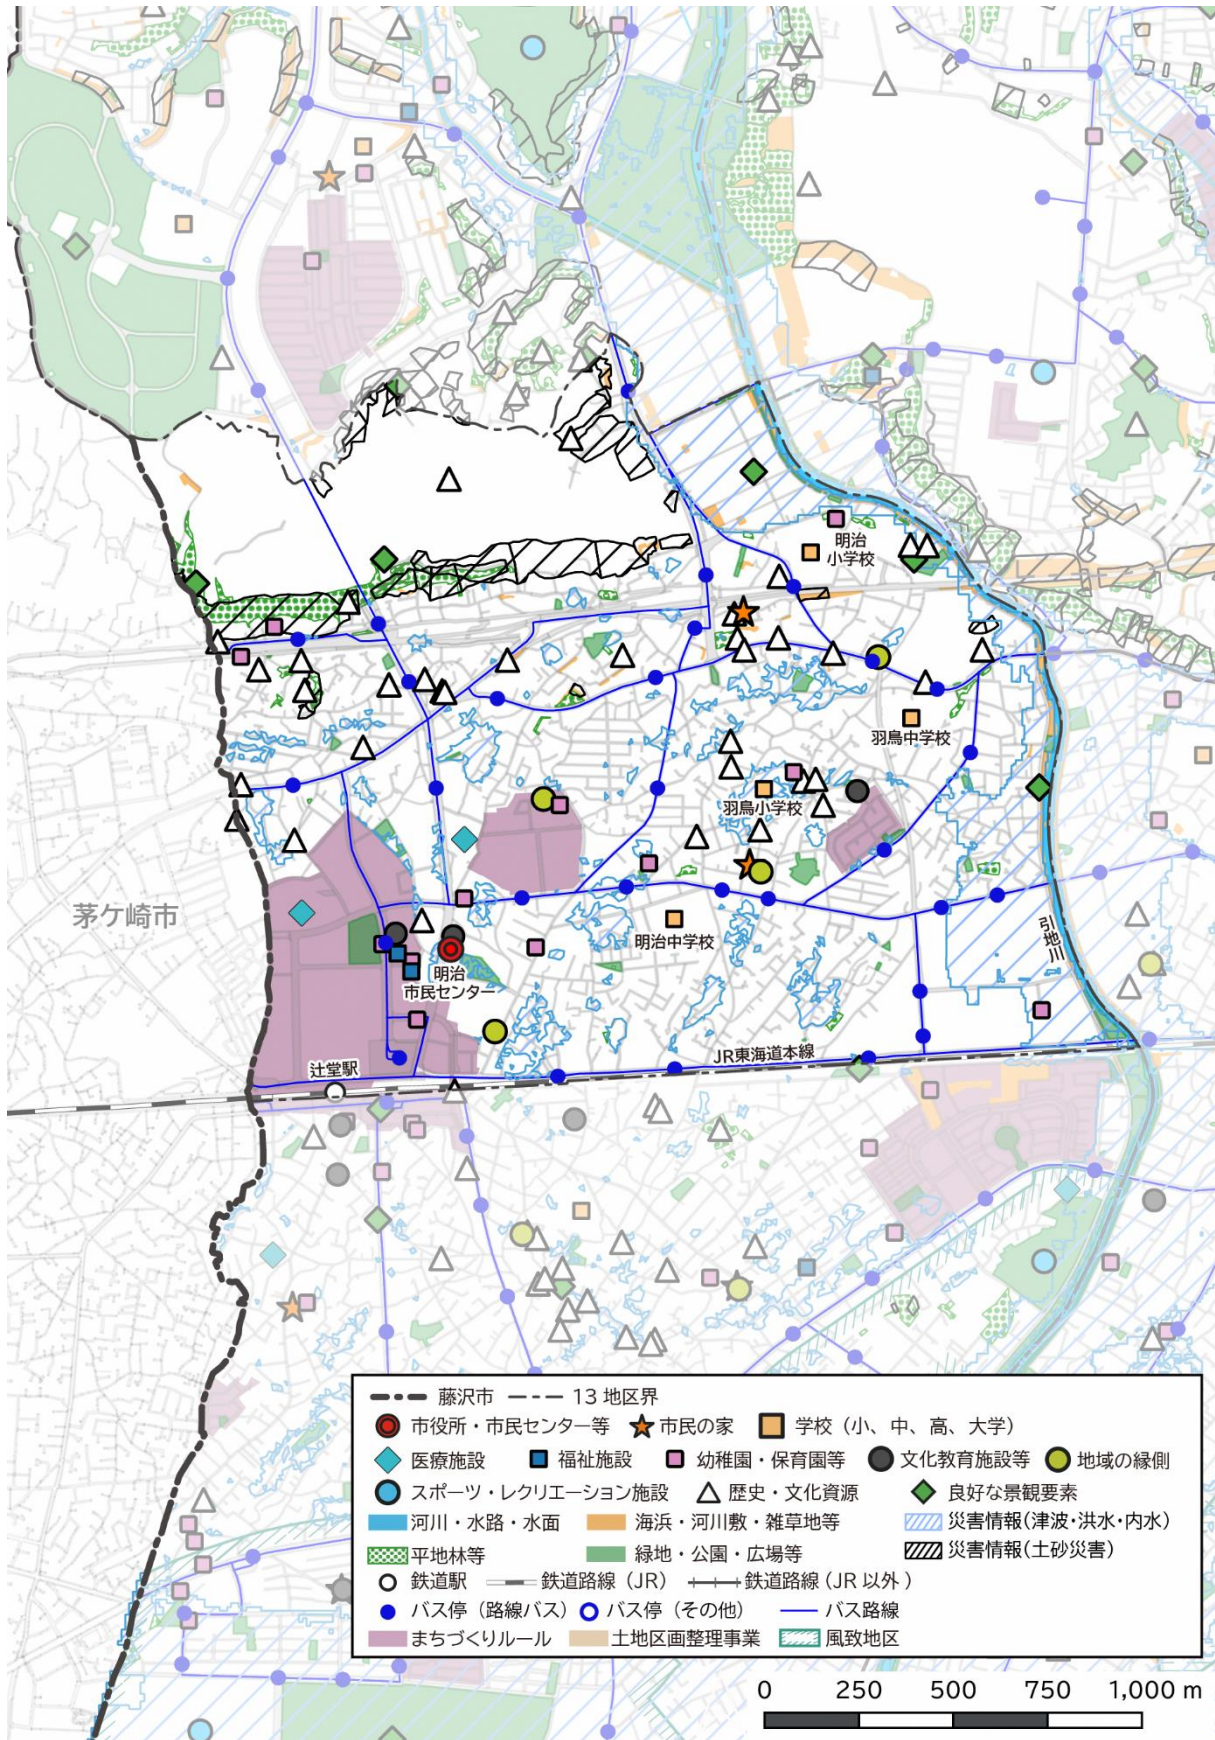 明治
小学校
羽鳥中学校
羽鳥小学校
茅ケ崎市
明治中学校
引地川
明治
市民センター
JR東海道本線
辻堂駅
藤沢市 13地区界
市役所・市民センター等 市民の家 学校（小、中、高、大学）
医療施設 福祉施設 幼稚園・保育園等 文化教育施設等 地域の縁側
スポーツ・レクリエーション施設 歴史・文化資源 良好な景観要素
河川・水路・水面 海浜・河川敷・雑草地等 災害情報(津波・洪水・内水)
平地林等 緑地・公園・広場等 災害情報(土砂災害)
鉄道駅 鉄道路線（JR） 鉄道路線(JR以外)
バス停（路線バス） バス停（その他） バス路線
まちづくりルール 土地区画整理事業 風致地区
0 250 500 750 1,000 m